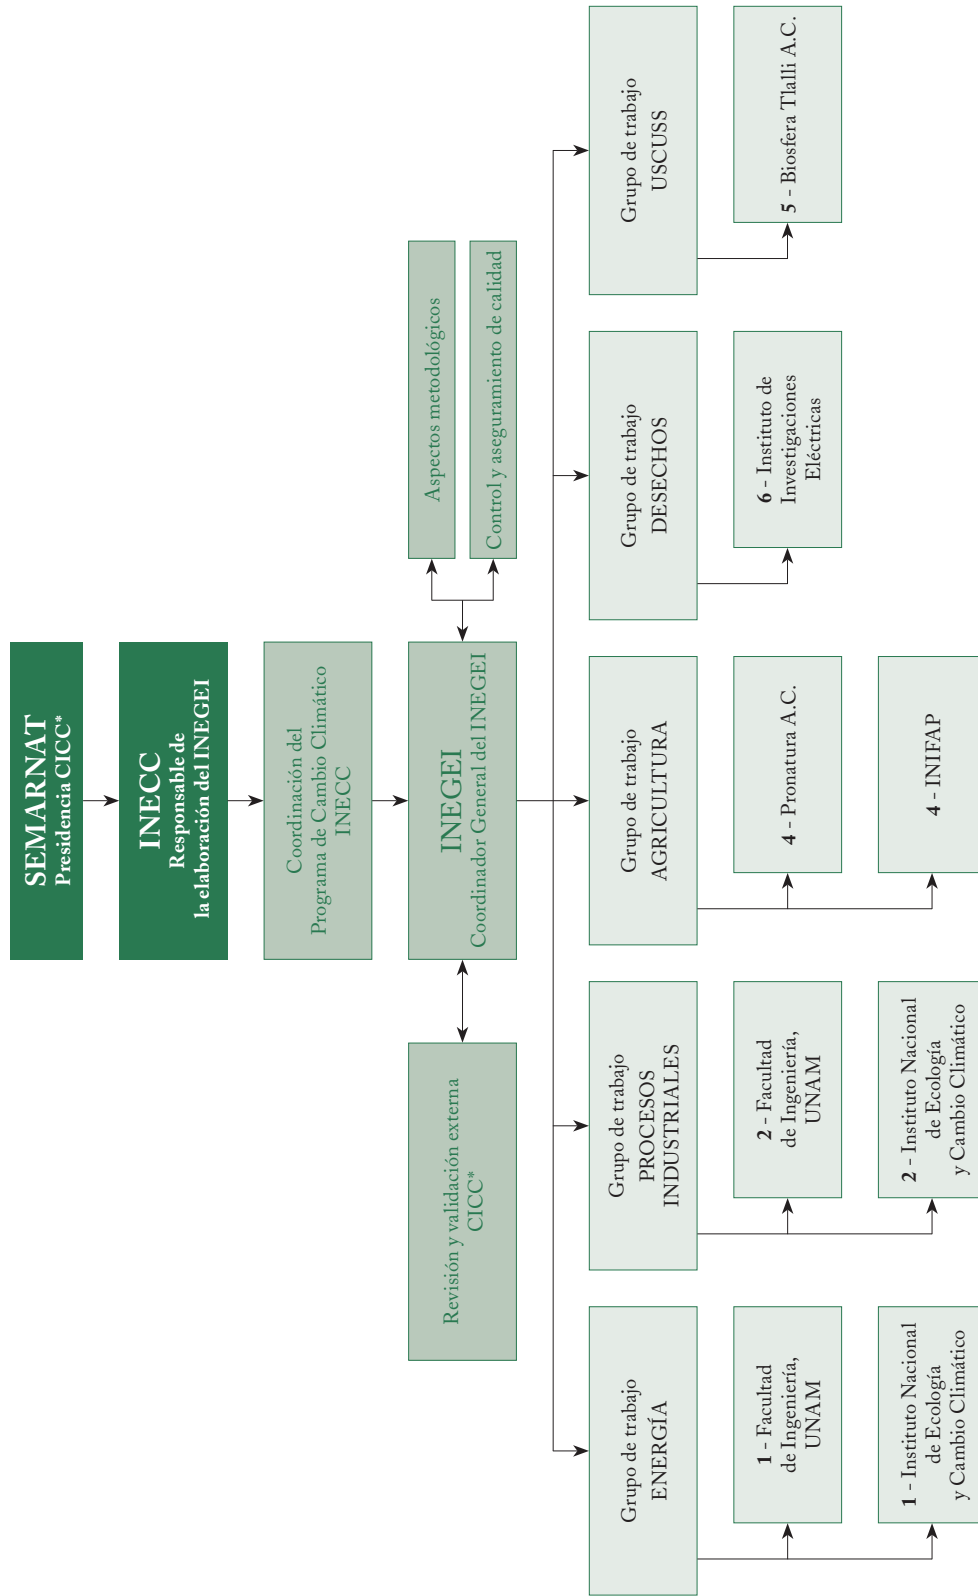 SEMARNAT
Presidencia CICC*
INECC
Responsable de
la elaboración del INEGEI
Coordinación del
Programa de Cambio Climático
INECC
Revisión y validación externa
CICC*
INEGEI
Coordinador General del INEGEI
Aspectos metodológicos
Control y aseguramiento de calidad
Grupo de trabajo
ENERGÍA
1 - Facultad
de Ingeniería,
UNAM
1 - Instituto Nacional
de Ecología
y Cambio Climático
Grupo de trabajo
PROCESOS
INDUSTRIALES
2 - Facultad
de Ingeniería,
UNAM
2 - Instituto Nacional
de Ecología
y Cambio Climático
Grupo de trabajo
AGRICULTURA
4 - Pronatura A.C.
4 - INIFAP
Grupo de trabajo
DESECHOS
6 - Instituto de
Investigaciones
Eléctricas
Grupo de trabajo
USCUSS
5 - Biosfera Tlalli A.C.